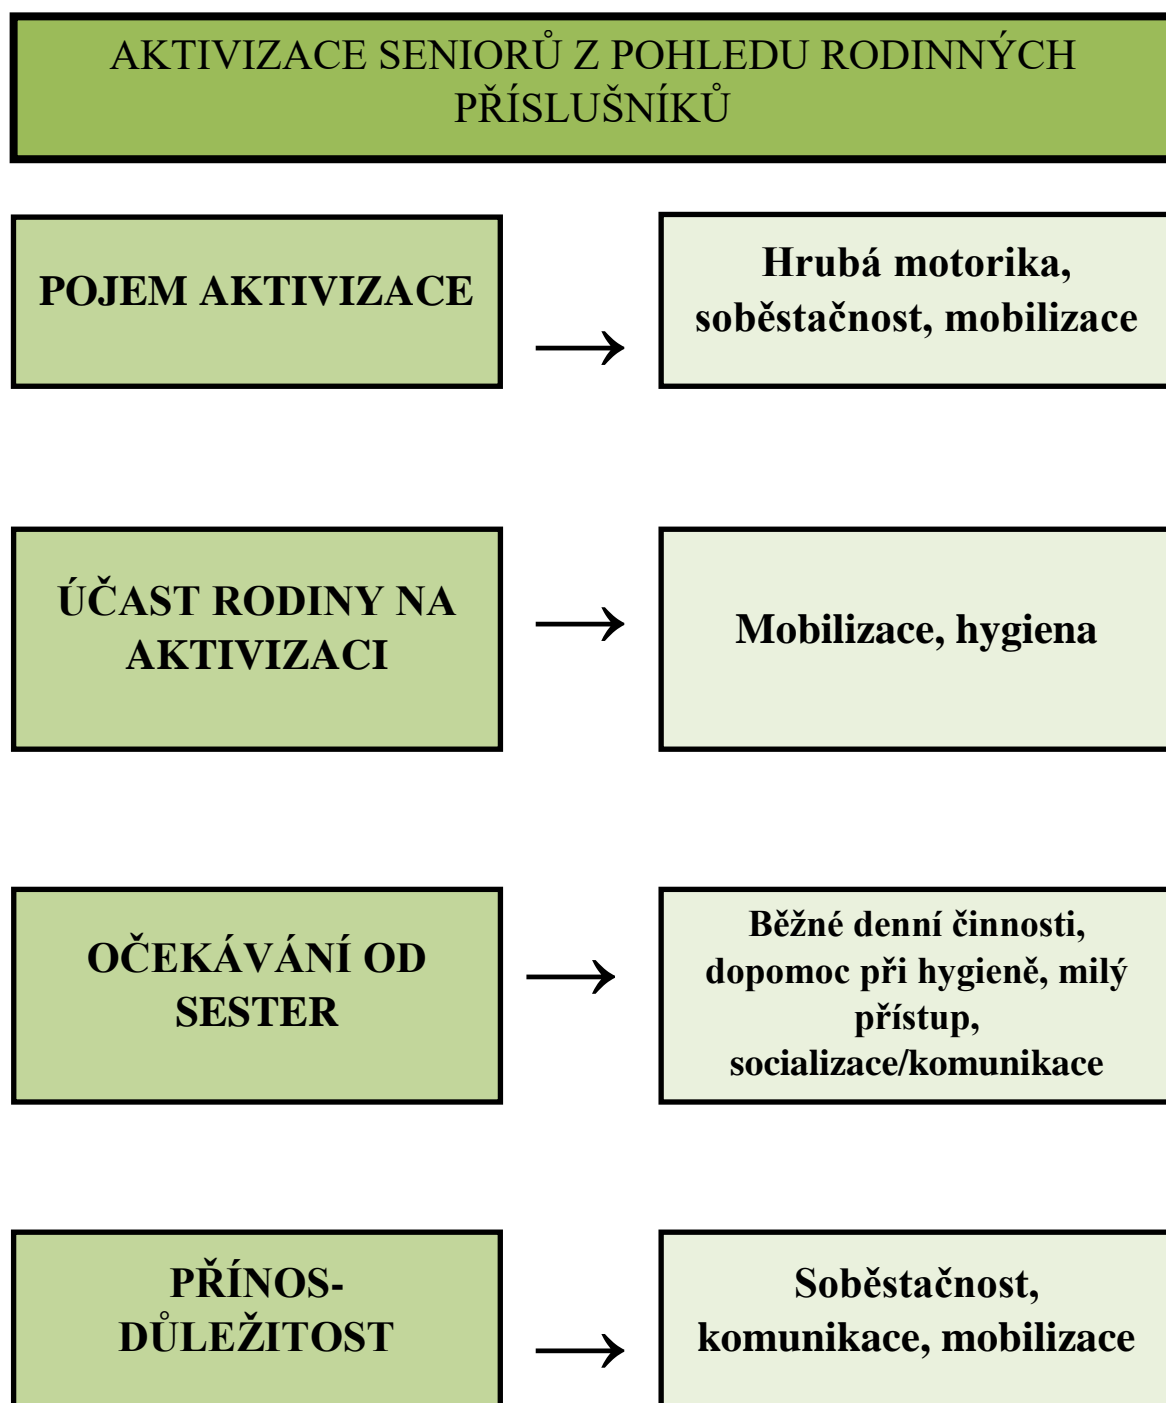 AKTIVIZACE SENIORŮ Z POHLEDU RODINNÝCH
PŘÍSLUŠNÍKŮ
POJEM AKTIVIZACE
→
Hrubá motorika,
soběstačnost, mobilizace
ÚČAST RODINY NA
AKTIVIZACI
→
Mobilizace, hygiena
OČEKÁVÁNÍ OD
SESTER
→
Běžné denní činnosti,
dopomoc při hygieně, milý
přístup,
socializace/komunikace
PŘÍNOS-
DŮLEŽITOST
→
Soběstačnost,
komunikace, mobilizace